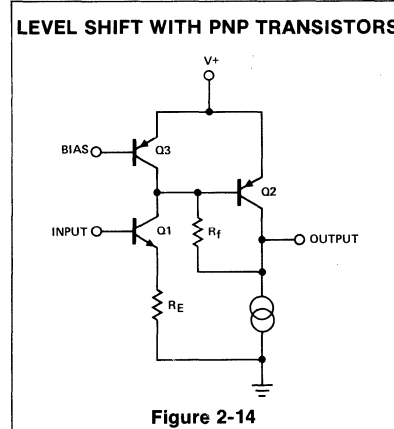 LEVEL SHIFT WITH PNP TRANSISTORS
V+
BIAS
Q3
Q2
INPUT
Q1
Rf
OUTPUT
RE
Figure 2-14